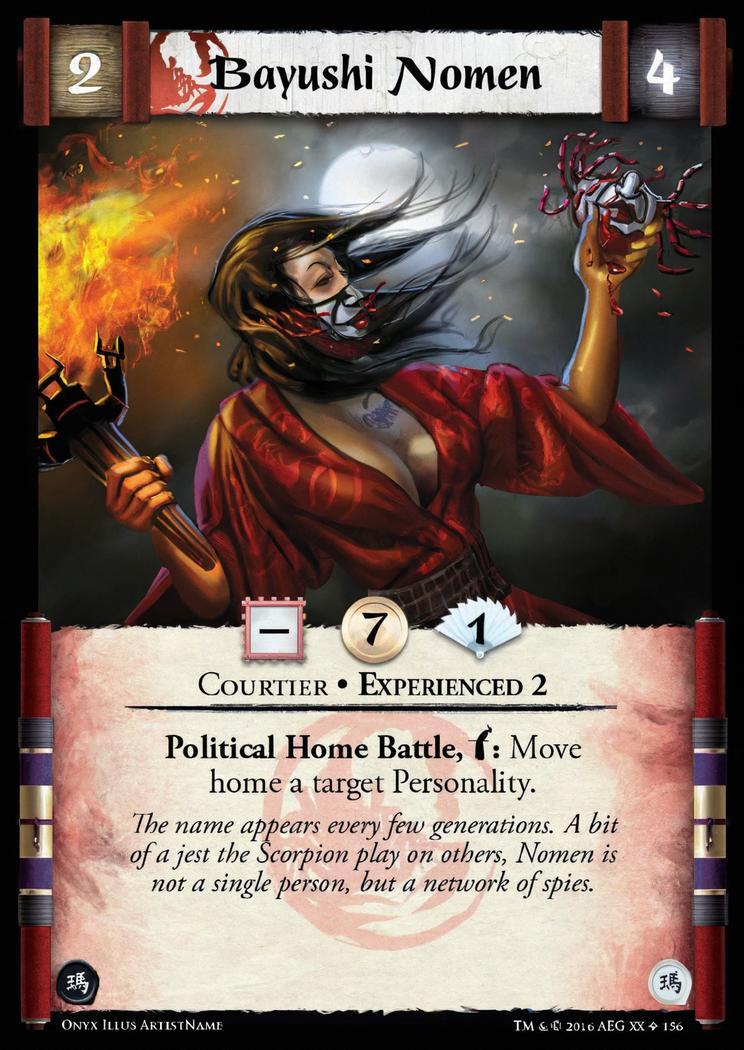 2
Bayushi Nomen
4
–
7
1
Courtier • Experienced 2
Political Home Battle, : Move
home a target Personality.
The name appears every few generations. A bit
of a jest the Scorpion play on others, Nomen is
not a single person, but a network of spies.
瑪
瑪
Onyx Illus ArtistName
TM & © 2016 AEG XX 156